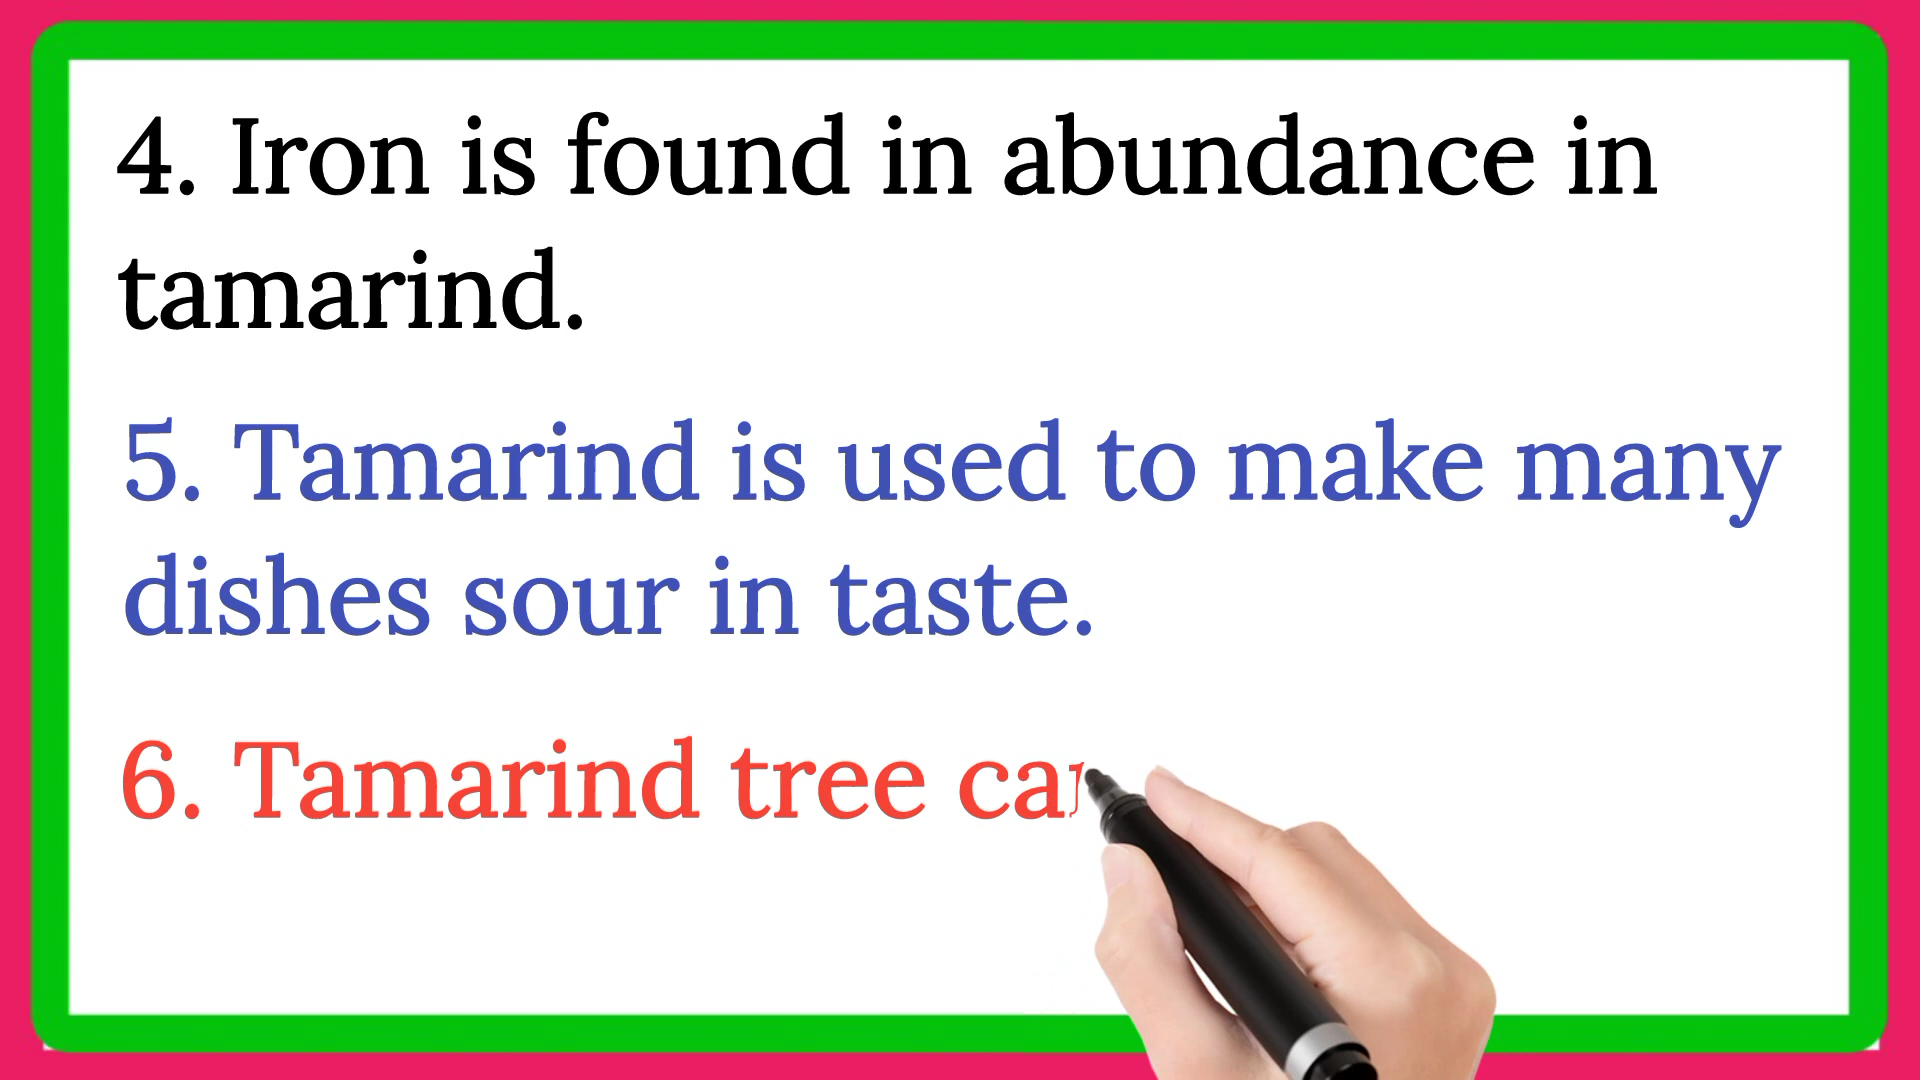 4. Iron is found in abundance in
tamarind.
5. Tamarind is used to make many
dishes sour in taste.
6. Tamarind tree